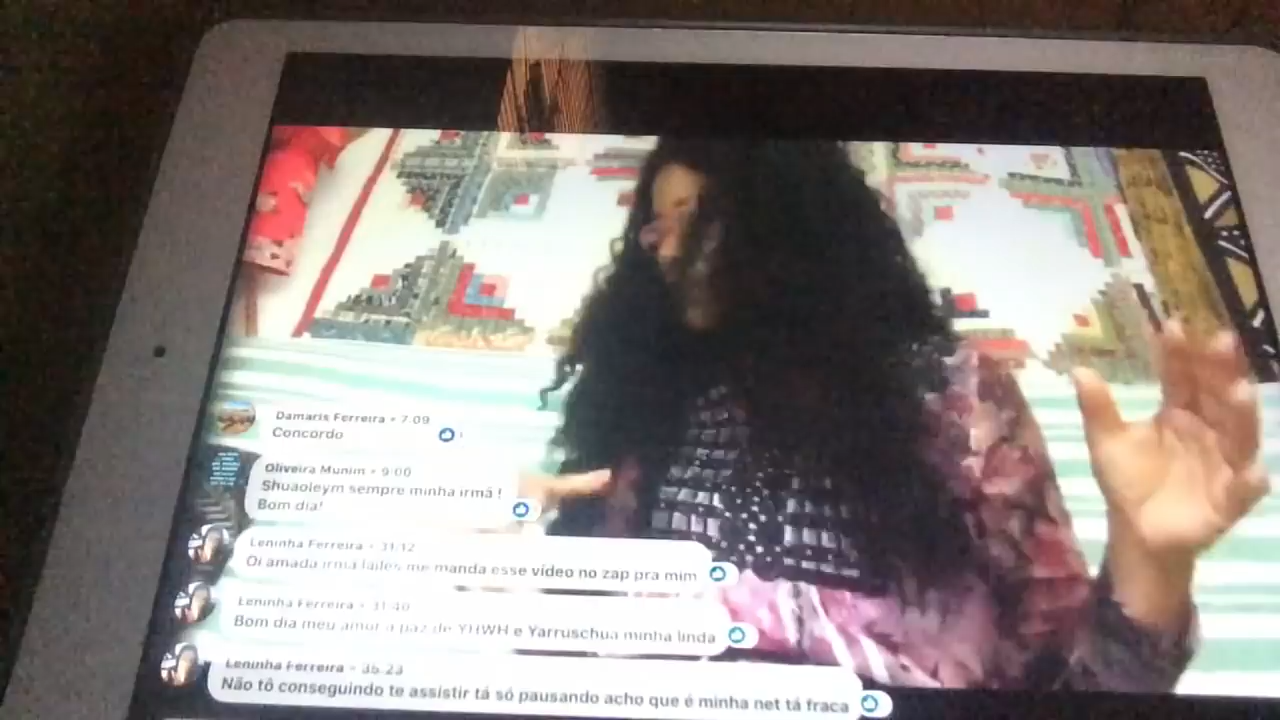 Damaris Ferreira • 7:09
Concordo
Oliveira Munim • 9:00
Shuaoleym sempre minha irmã !
Bom dia!
Leninha Ferreira • 31:12
Oi amada irmã me manda esse vídeo no zap pra mim
Leninha Ferreira • 31:40
Bom dia meu amor a paz de YHWH e Yarruschua minha linda
Leninha Ferreira • 35:23
Não tô conseguindo te assistir tá só pausando acho que é minha net tá fraca